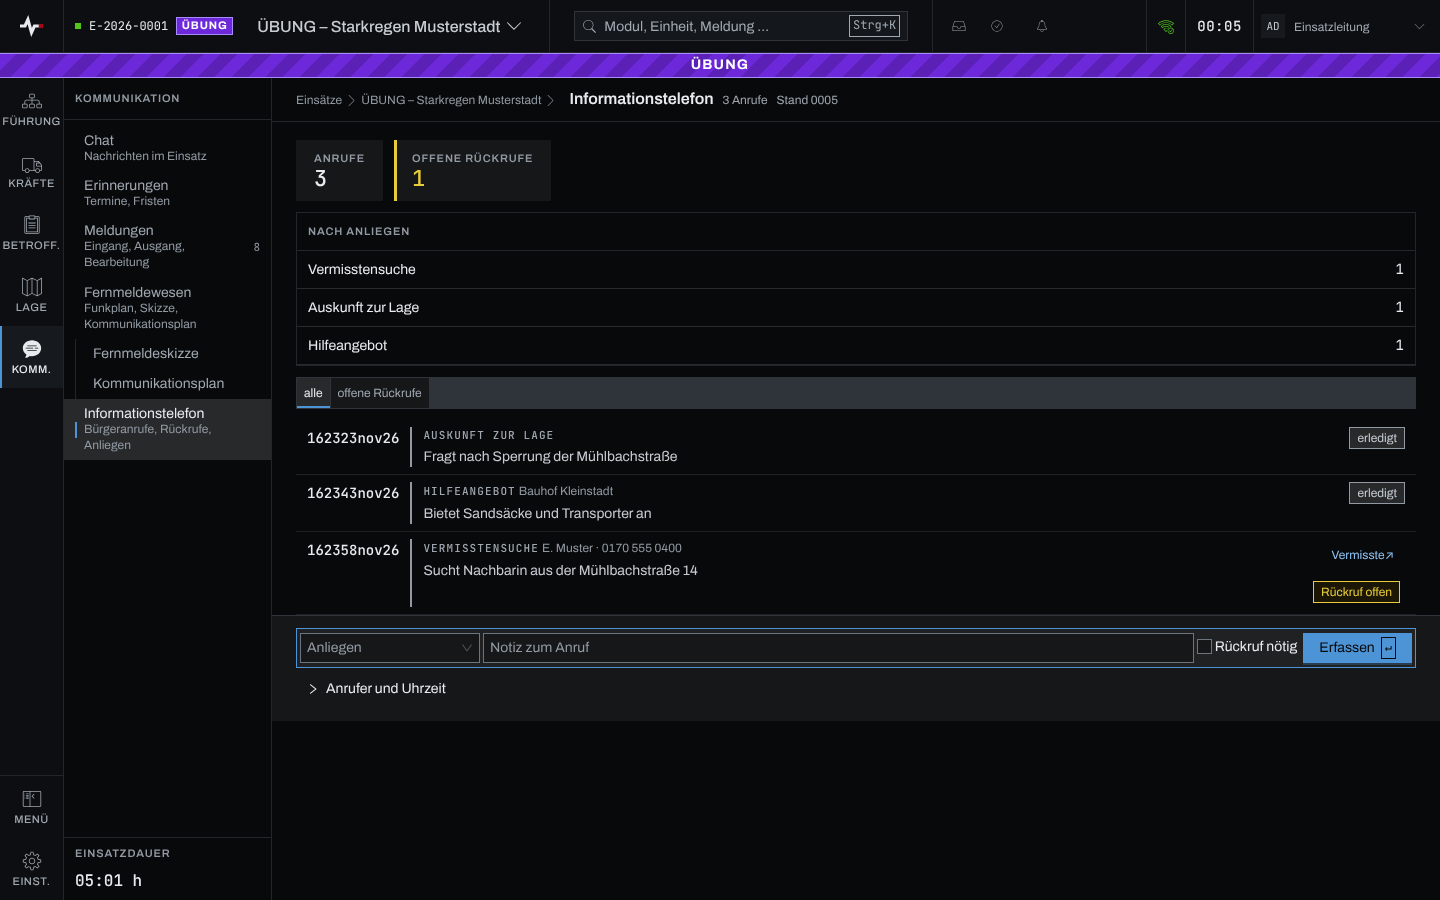 E-2026-0001 ÜBUNG ÜBUNG – Starkregen Musterstadt
Modul, Einheit, Meldung ... Strg+K
00:05 AD Einsatzleitung
ÜBUNG
FÜHRUNG
KRÄFTE
BETROFF.
LAGE
KOMM.
MENÜ
EINST.
KOMMUNIKATION
Chat
Nachrichten im Einsatz
Erinnerungen
Termine, Fristen
Meldungen
Eingang, Ausgang, 8
Bearbeitung
Fernmeldewesen
Funkplan, Skizze,
Kommunikationsplan
Fernmeldeskizze
Kommunikationsplan
Informationstelefon
Bürgeranrufe, Rückrufe,
Anliegen
EINSATZDAUER
05:01 h
Einsätze ÜBUNG – Starkregen Musterstadt Informationstelefon 3 Anrufe Stand 0005
ANRUFE
3
OFFENE RÜCKRUFE
1
NACH ANLIEGEN
Vermisstensuche 1
Auskunft zur Lage 1
Hilfeangebot 1
alle offene Rückrufe
162323nov26 AUSKUNFT ZUR LAGE erledigt
Fragt nach Sperrung der Mühlbachstraße
162343nov26 HILFEANGEBOT Bauhof Kleinstadt erledigt
Bietet Sandsäcke und Transporter an
162358nov26 VERMISSTENSUCHE E. Muster · 0170 555 0400 Vermisste↗
Sucht Nachbarin aus der Mühlbachstraße 14
Rückruf offen
Anliegen Notiz zum Anruf Rückruf nötig Erfassen ↵
Anrufer und Uhrzeit